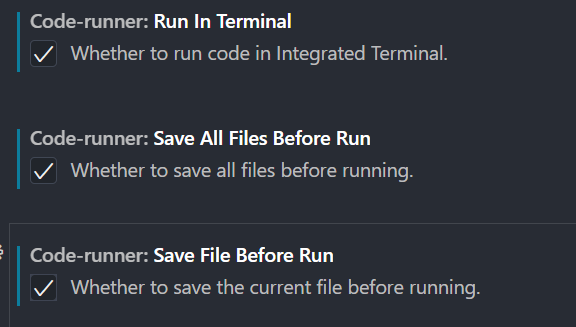 Code-runner: Run In Terminal
Whether to run code in Integrated Terminal.
Code-runner: Save All Files Before Run
Whether to save all files before running.
Code-runner: Save File Before Run
Whether to save the current file before running.